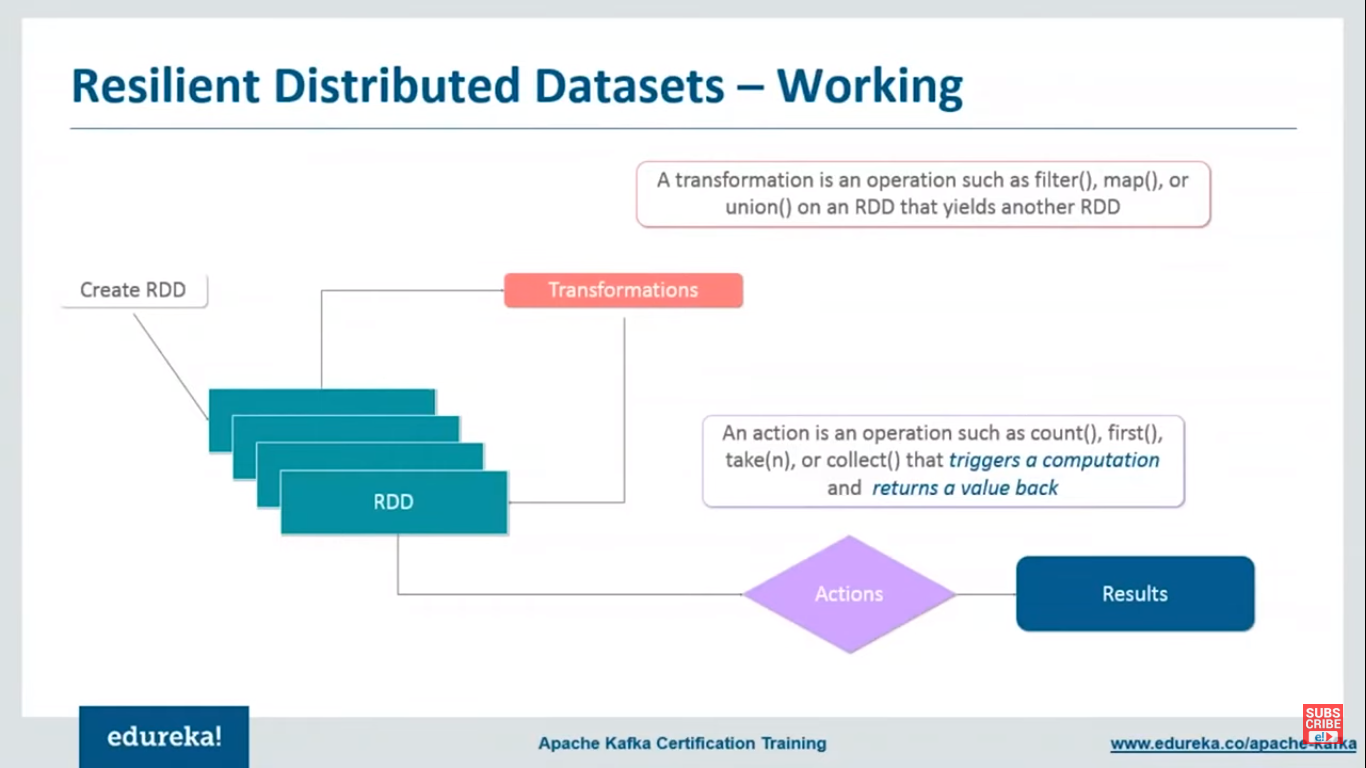 Resilient Distributed Datasets – Working
A transformation is an operation such as filter(), map(), or
union() on an RDD that yields another RDD
Create RDD
Transformations
An action is an operation such as count(), first(),
take(n), or collect() that triggers a computation
and returns a value back
RDD
Actions
Results
edureka!
Apache Kafka Certification Training
www.edureka.co/apache-kafka
SUBS
CRIBE
e!